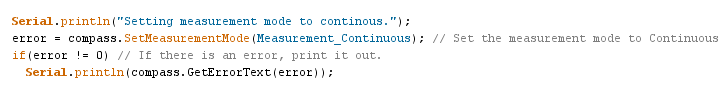 Serial.println("Setting measurement mode to continous.");
error = compass.SetMeasurementMode(Measurement_Continuous); // Set the measurement mode to Continuous
if(error != 0) // If there is an error, print it out.
  Serial.println(compass.GetErrorText(error));